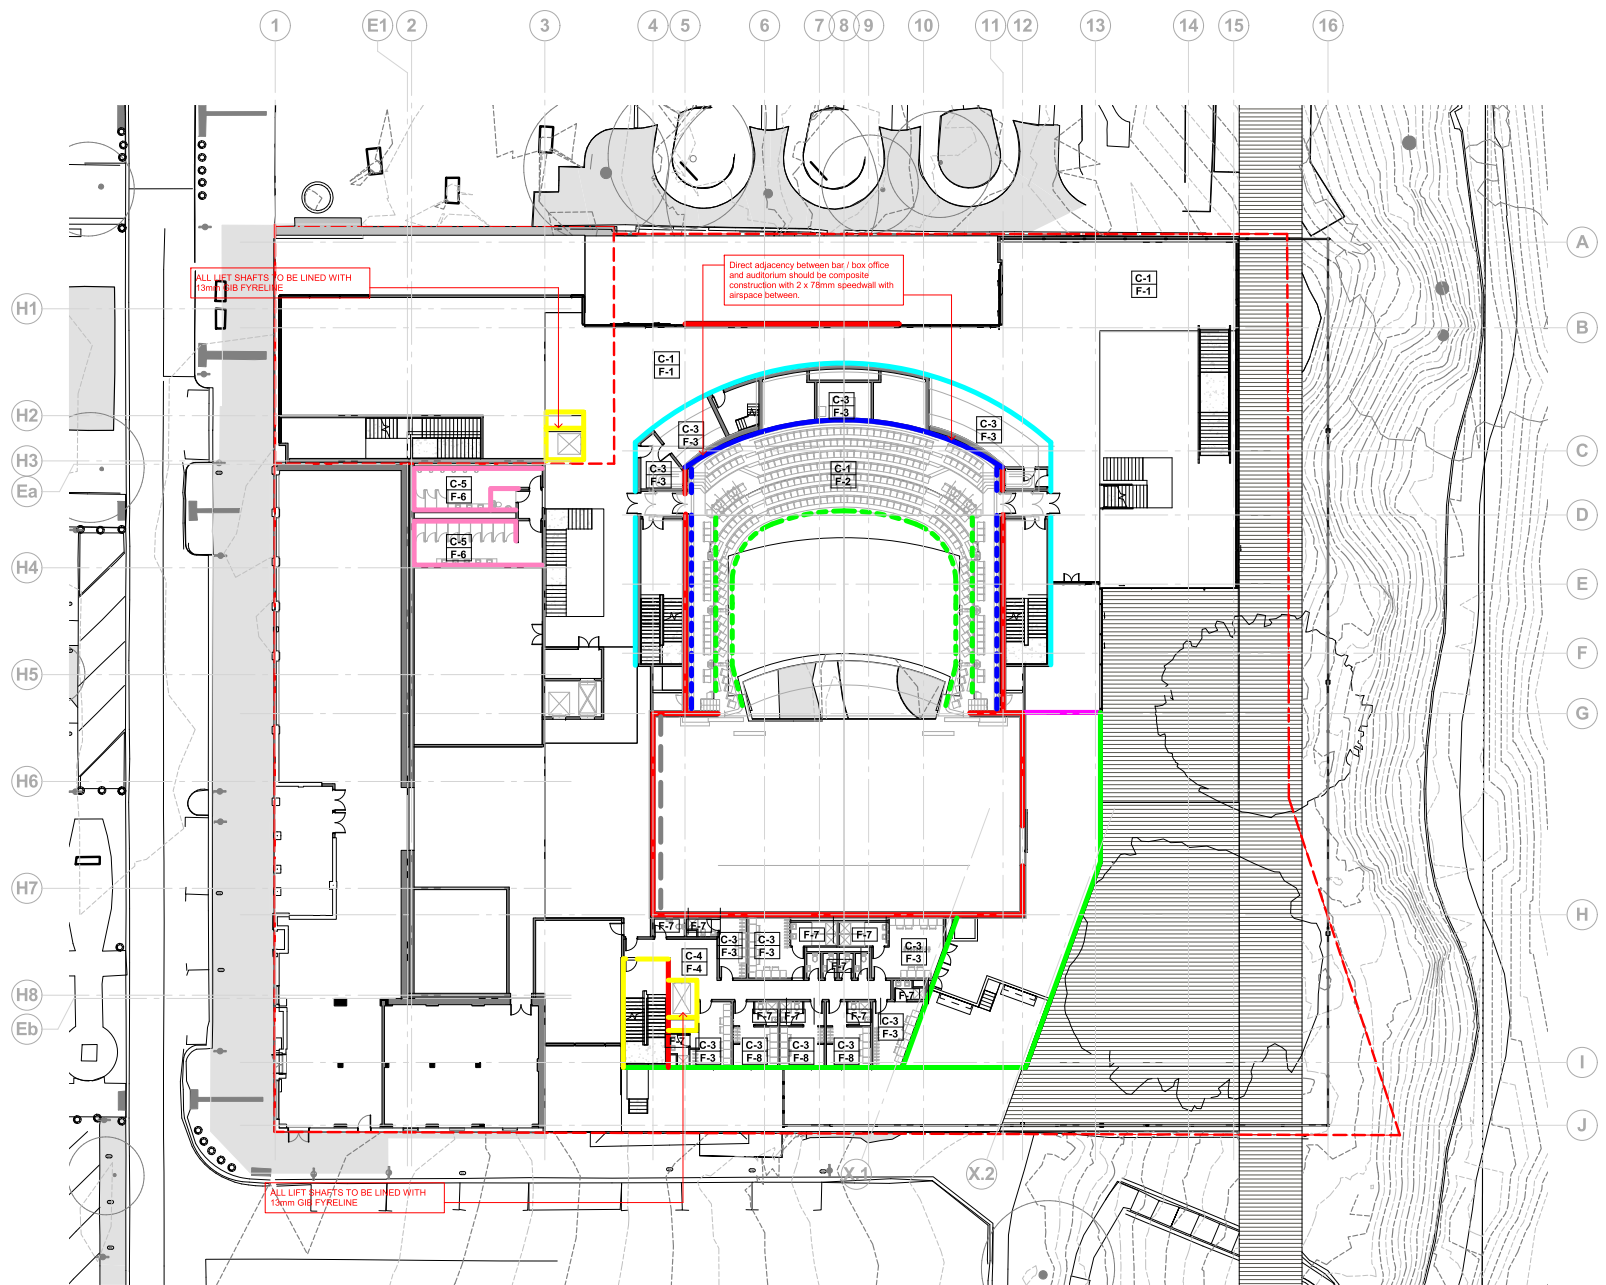 1 E1 2 3 4 5 6 7 8 9 10 11 12 13 14 15 16
A
ALL LIFT SHAFTS TO BE LINED WITH
13mm GIB FYRELINE
Direct adjacency between bar / box office
and auditorium should be composite
construction with 2 x 78mm speedwall with
airspace between.
C-1
F-1
H1
B
C-1
F-1
H2
C-3
F-3
C-3
F-3
C-3
F-3
C
H3
C-3
F-3
C-1
F-2
Ea
C-5
F-6
D
C-5
F-6
H4
E
F
H5
G
H6
H7
H
F-7
F-7
F-7
F-7
C-3
F-3
C-3
F-3
C-3
F-3
C-4
F-4
F-7
H8
F-7
Eb
F-7
F-7
F-7
C-3
F-3
F-7
C-3
F-3
C-3
F-8
C-3
F-8
C-3
F-8
I
J
X.1
X.2
ALL LIFT SHAFTS TO BE LINED WITH
13mm GIB FYRELINE